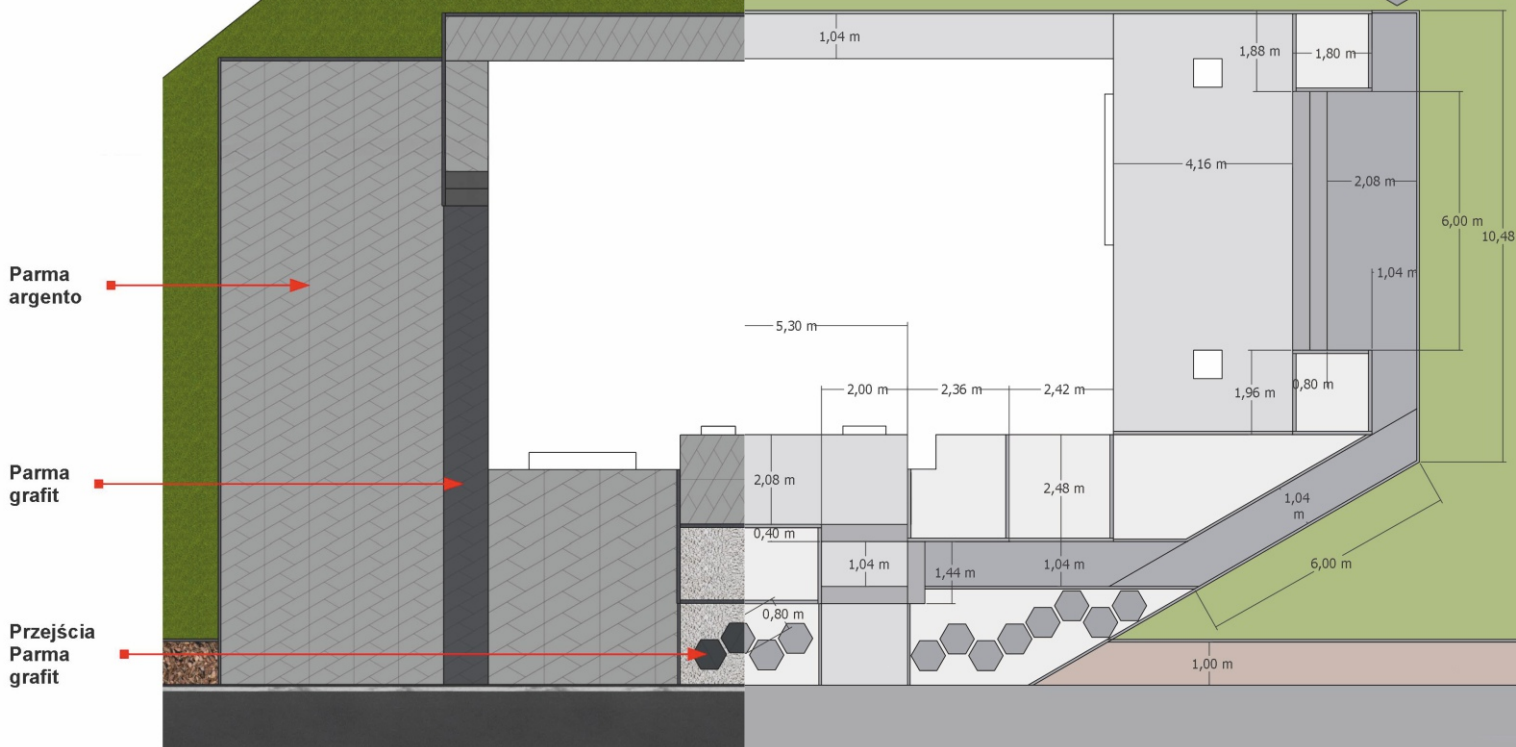 1,04 m
1,88 m
1,80 m
4,16 m
2,08 m
6,00 m
10,48
1,04 m
Parma
argento
5,30 m
2,00 m
2,36 m
2,42 m
1,96 m
0,80 m
Parma
grafit
2,08 m
2,48 m
1,04
m
0,40 m
1,04 m
1,44 m
1,04 m
6,00 m
0,80 m
Przejścia
Parma
grafit
1,00 m